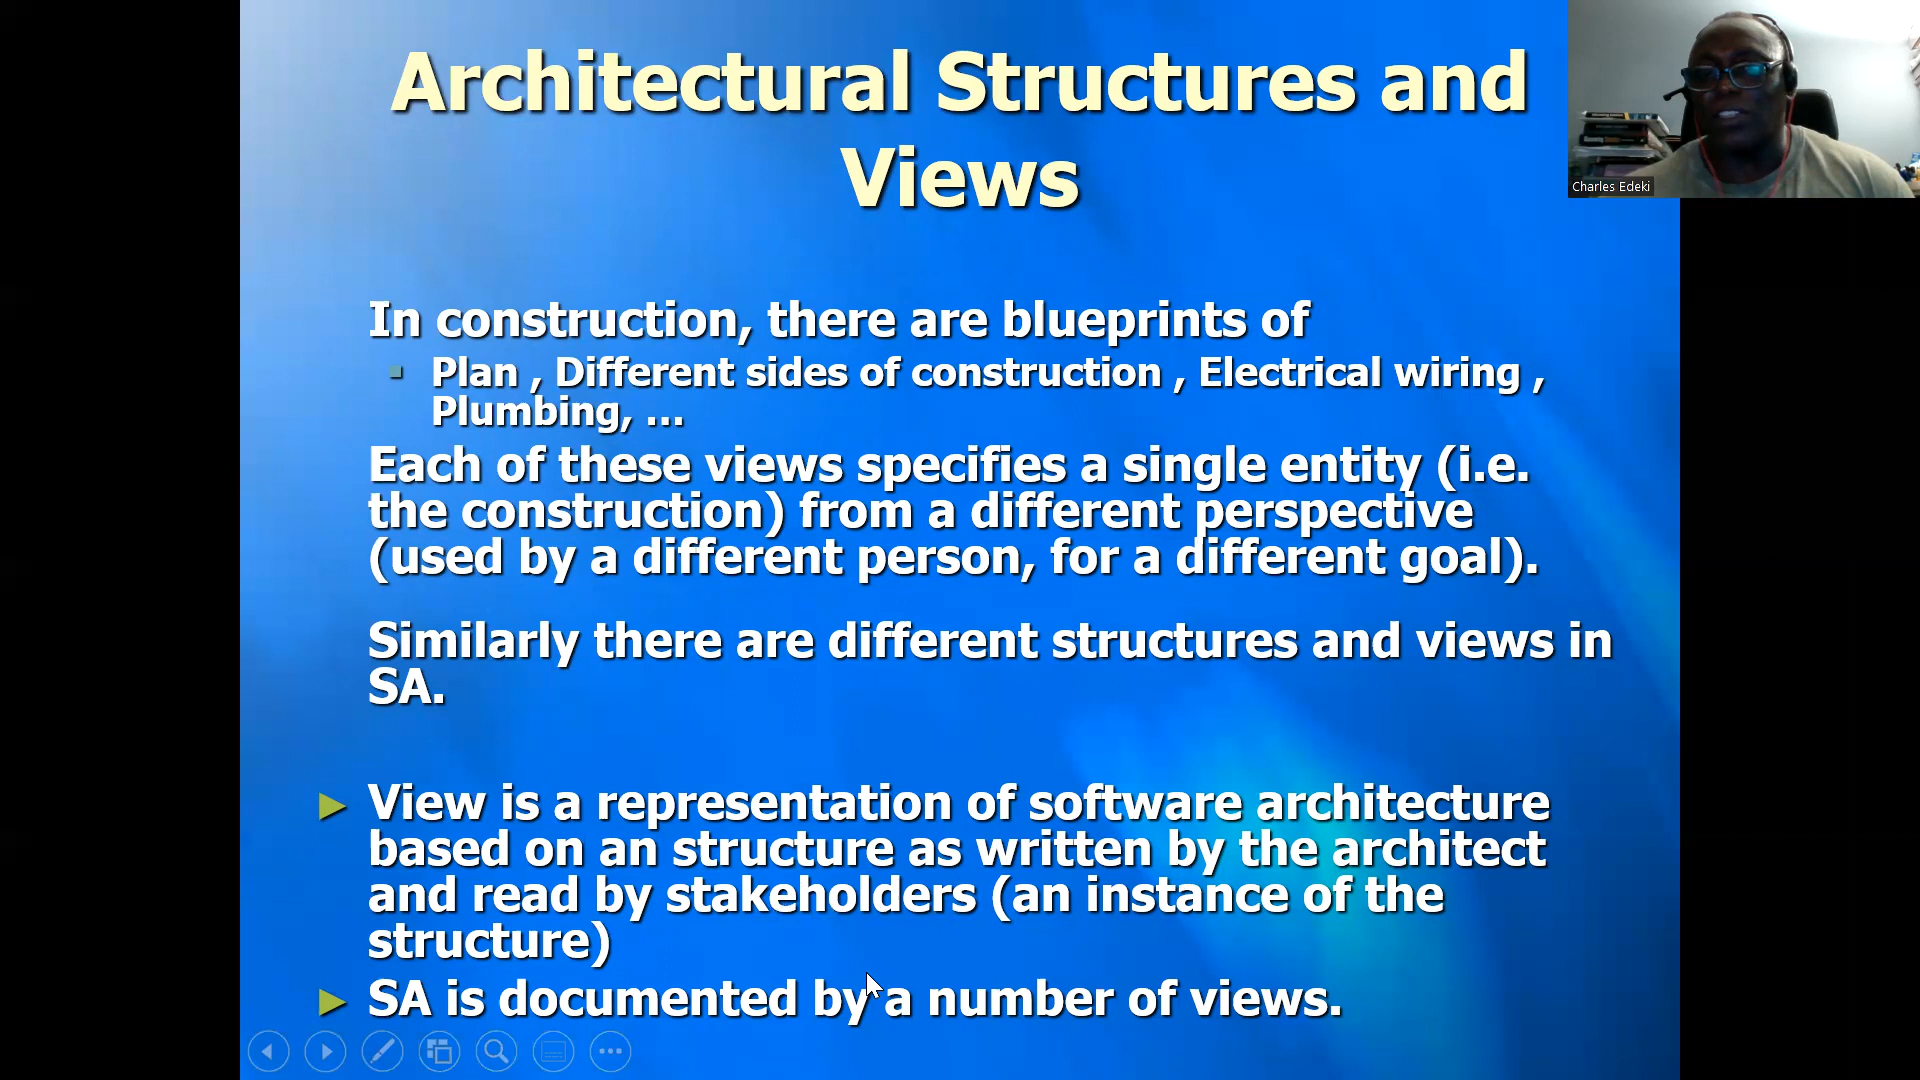 Architectural Structures and
Views
Charles Edeki
In construction, there are blueprints of
Plan , Different sides of construction , Electrical wiring ,
Plumbing, ...
Each of these views specifies a single entity (i.e.
the construction) from a different perspective
(used by a different person, for a different goal).
Similarly there are different structures and views in
SA.
View is a representation of software architecture
based on an structure as written by the architect
and read by stakeholders (an instance of the
structure)
SA is documented by a number of views.